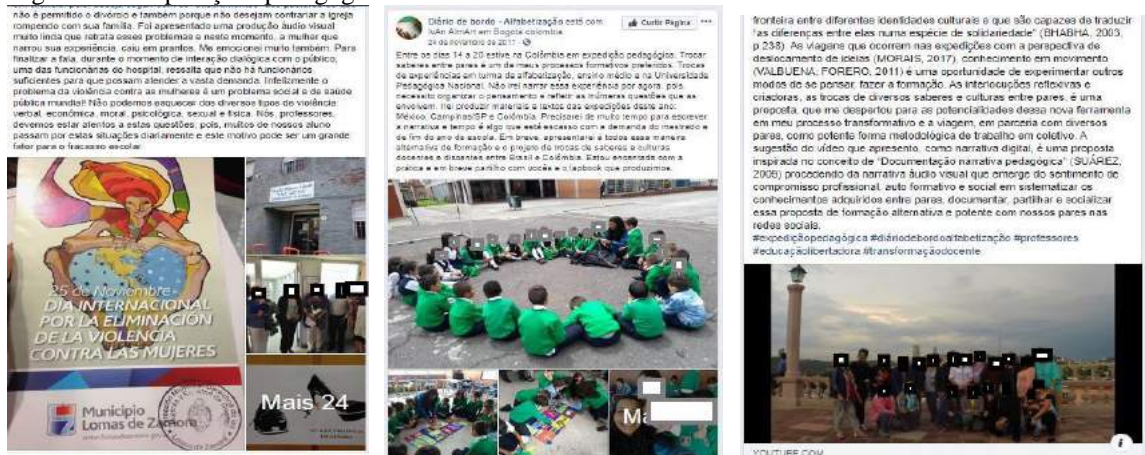 não é permitido o divórcio e também porque não desejam contrariar a igreja
rompendo com sua família. Foi apresentado uma produção áudio visual
muito linda que retrata esses problemas e neste momento, a mulher que
narrou sua experiência, caiu em prantos. Me emocionei muito também. Para
finalizar a fala, durante o momento de interação dialógica com o público,
uma das funcionárias do hospital, ressalta que não há funcionários
suficientes para que possam atender a vasta demanda. Infelizmente o
problema da violência contra as mulheres é um problema social e de saúde
pública mundial! Não podemos esquecer dos diversos tipos de violência:
verbal, econômica, moral, psicológica, sexual e física. Nós, professores,
devemos estar atentos a estas questões, pois, muitos de nossos aluno
passam por estas situações diariamente e este motivo pode ser um grande
fator para o fracasso escolar.
25 de Noviembre
DÍA INTERNACIONAL
POR LA ELIMINACIÓN
DE LA VIOLENCIA
CONTRA LAS MUJERES
Municipio
Lomas de Zamora
Mais 24
Diário de bordo - Alfabetização está com
IvAn AlmArt em Bogotá colombia
24 de novembro de 2017
Curtir Página
Entre os dias 14 a 20 estive na Colômbia em expedição pedagógica. Trocar
saberes entre pares é um de meus processos formativos preferidos. Trocas
de experiências em turma de alfabetização, ensino médio e na Universidade
Pedagógica Nacional. Não irei narrar essa experiência por agora, pois
necessito organizar o pensamento e refletir as inúmeras questões que as
envolvem. Irei produzir materiais e textos das expedições deste ano:
México, Campinas/SP e Colômbia. Precisarei de muito tempo para escrever
a narrativa e tempo é algo que está escasso com a demanda do mestrado e
de fim do ano da escola. Em breve, apresentarei a todos essa maneira
alternativa de formação e o projeto de trocas de saberes e culturas
docentes e discentes entre Brasil e Colômbia. Estou encantada com a
prática e em breve partilho com vocês e o lapbook que produzimos.
fronteira entre diferentes identidades culturais e que são capazes de traduzir
"as diferenças entre elas numa espécie de solidariedade" (BHABHA, 2003,
p.238). As viagens que ocorrem nas expedições com a perspectiva de
deslocamento de ideias (MORAIS, 2017), conhecimento em movimento
(VALBUENA; FORERO, 2011) é uma oportunidade de experimentar outros
modos de se pensar, fazer a formação. As interlocuções reflexivas e
criadoras, as trocas de diversos saberes e culturas entre pares, é uma
proposta, que me despertou para as potencialidades dessa nova ferramenta
em meu processo transformativo e a viagem, em parceria com diversos
pares, como potente forma metodológica de trabalho em coletivo. A
sugestão do vídeo que apresento, como narrativa digital, é uma proposta
inspirada no conceito de "Documentação narrativa pedagógica" (SUÁREZ,
2009) procedendo da narrativa áudio visual que emerge do sentimento de
compromisso profissional, auto formativo e social em sistematizar os
conhecimentos adquiridos entre pares, documentar, partilhar e socializar
essa proposta de formação alternativa e potente com nossos pares nas
redes sociais.
#expediçãopedagógica #diáriodebordoalfabetização #professores
#educaçãolibertadora #transformaçãodocente
YOUTUBE.COM